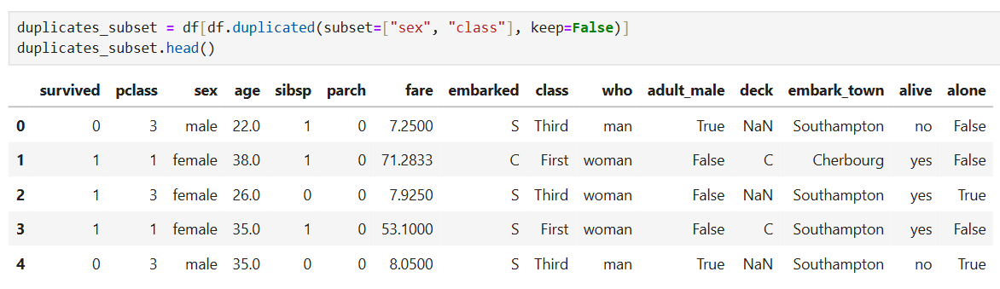 duplicates_subset = df[df.duplicated(subset=["sex", "class"], keep=False)]
duplicates_subset.head()
survived pclass sex age sibsp parch fare embarked class who adult_male deck embark_town alive alone
0 0 3 male 22.0 1 0 7.2500 S Third man True NaN Southampton no False
1 1 1 female 38.0 1 0 71.2833 C First woman False C Cherbourg yes False
2 1 3 female 26.0 0 0 7.9250 S Third woman False NaN Southampton yes True
3 1 1 female 35.0 1 0 53.1000 S First woman False C Southampton yes False
4 0 3 male 35.0 0 0 8.0500 S Third man True NaN Southampton no True